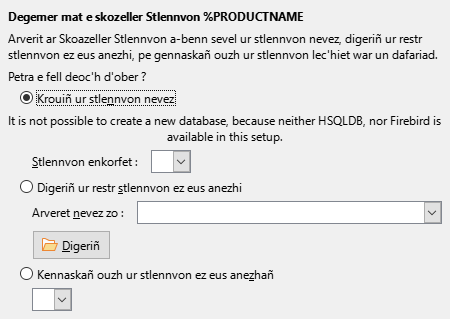 Degemer mat e skozeller Stlennvon %PRODUCTNAME
Arverit ar Skoazeller Stlennvon a-benn sevel ur stlennvon nevez, digeriñ ur restr
stlennvon ez eus anezhi, pe gennaskañ ouzh ur stlennvon lec'hiet war un dafariad.
Petra e fell deoc'h d'ober ?
Krouiñ ur stlennvon nevez
It is not possible to create a new database, because neither HSQLDB, nor Firebird is
available in this setup.
Stlennvon enkorfet :
Digeriñ ur restr stlennvon ez eus anezhi
Arveret nevez zo :
Digeriñ
Kennaskañ ouzh ur stlennvon ez eus anezhañ